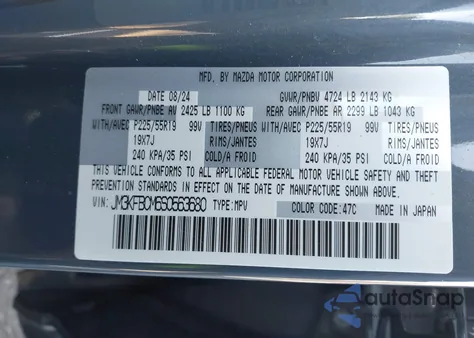 MFD. BY MAZDA MOTOR CORPORATION
DATE 08/24 GVWR/PNBV 4724 LB 2143 KG
FRONT GAWR/PNBE AV 2425 LB 1100 KG REAR GAWR/PNBE AR 2299 LB 1043 KG
WITH/AVEC P225/55R19 99V TIRES/PNEUS WITH/AVEC P225/55R19 99V TIRES/PNEUS
19X7J RIMS/JANTES 19X7J RIMS/JANTES
240 KPA/35 PSI COLD/A FROID 240 KPA/35 PSI COLD/A FROID
THIS VEHICLE CONFORMS TO ALL APPLICABLE FEDERAL MOTOR VEHICLE SAFETY AND THEFT
PREVENTION STANDARDS IN EFFECT ON THE DATE OF MANUFACTURE SHOWN ABOVE.
VIN: JM3KFBCM6S0563680 TYPE:MPV COLOR CODE:47C MADE IN JAPAN
autoSnap